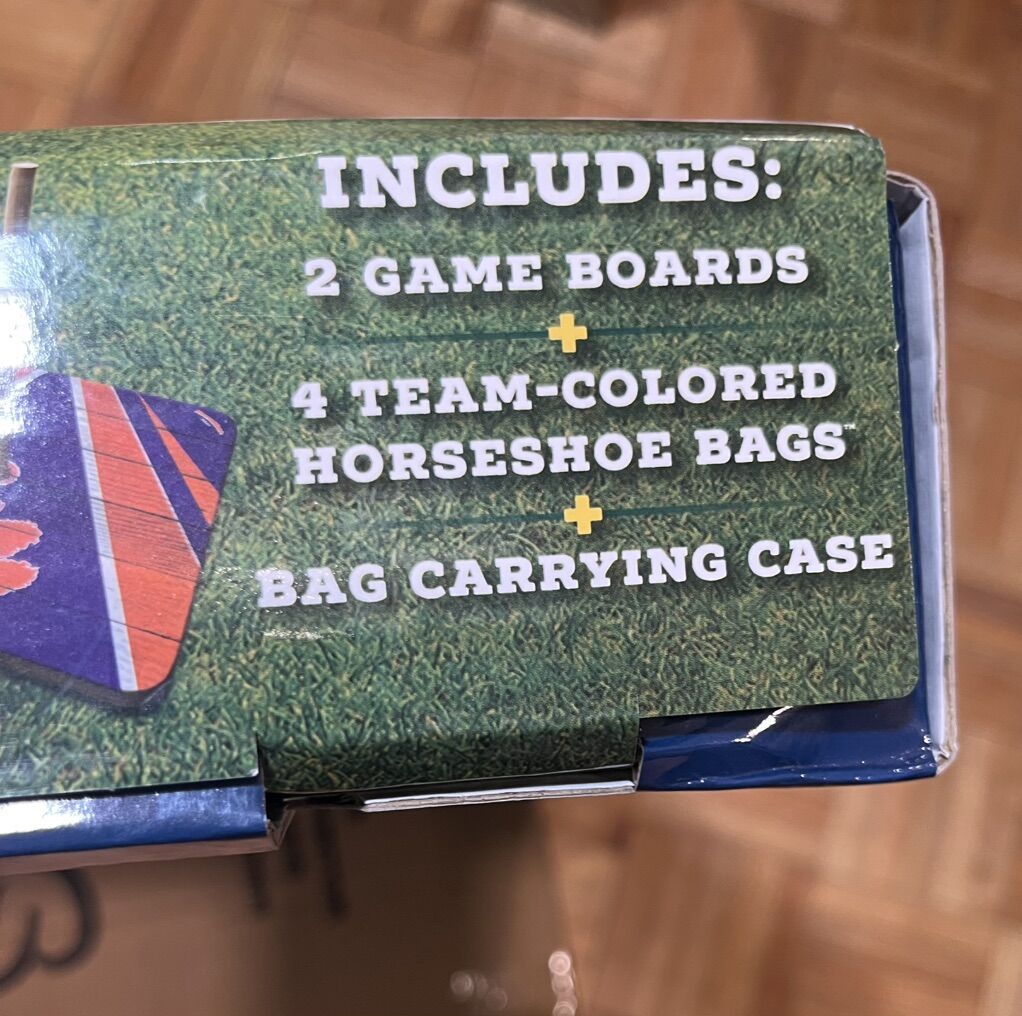 INCLUDES:
2 GAME BOARDS
4 TEAM-COLORED
HORSESHOE BAGS™
BAG CARRYING CASE